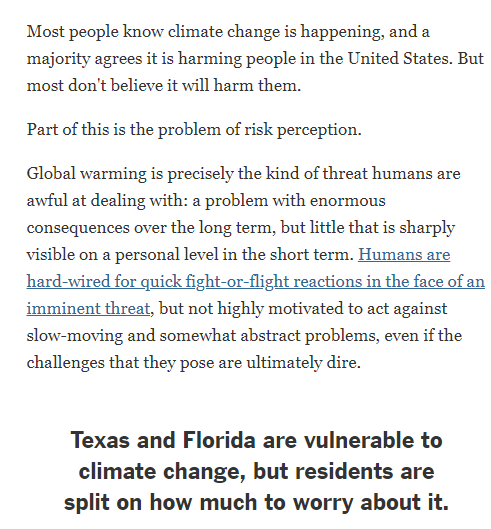 Most people know climate change is happening, and a
majority agrees it is harming people in the United States. But
most don't believe it will harm them.
Part of this is the problem of risk perception.
Global warming is precisely the kind of threat humans are
awful at dealing with: a problem with enormous
consequences over the long term, but little that is sharply
visible on a personal level in the short term. Humans are
hard-wired for quick fight-or-flight reactions in the face of an
imminent threat, but not highly motivated to act against
slow-moving and somewhat abstract problems, even if the
challenges that they pose are ultimately dire.
Texas and Florida are vulnerable to
climate change, but residents are
split on how much to worry about it.